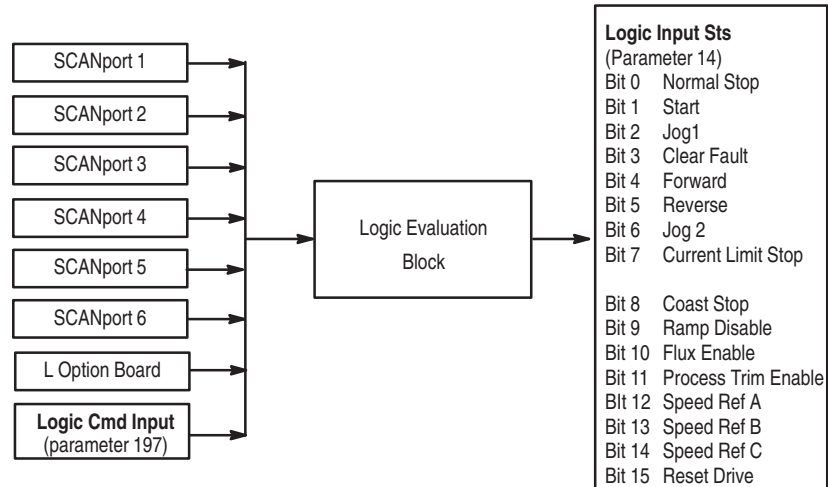 SCANport 1
SCANport 2
SCANport 3
SCANport 4
SCANport 5
SCANport 6
L Option Board
Logic Cmd Input
(parameter 197)
Logic Evaluation
Block
Logic Input Sts
(Parameter 14)
Bit 0 Normal Stop
Bit 1 Start
Bit 2 Jog1
Bit 3 Clear Fault
Bit 4 Forward
Bit 5 Reverse
Bit 6 Jog 2
Bit 7 Current Limit Stop
Bit 8 Coast Stop
Bit 9 Ramp Disable
Bit 10 Flux Enable
Bit 11 Process Trim Enable
BIt 12 Speed Ref A
Bit 13 Speed Ref B
Bit 14 Speed Ref C
Bit 15 Reset Drive